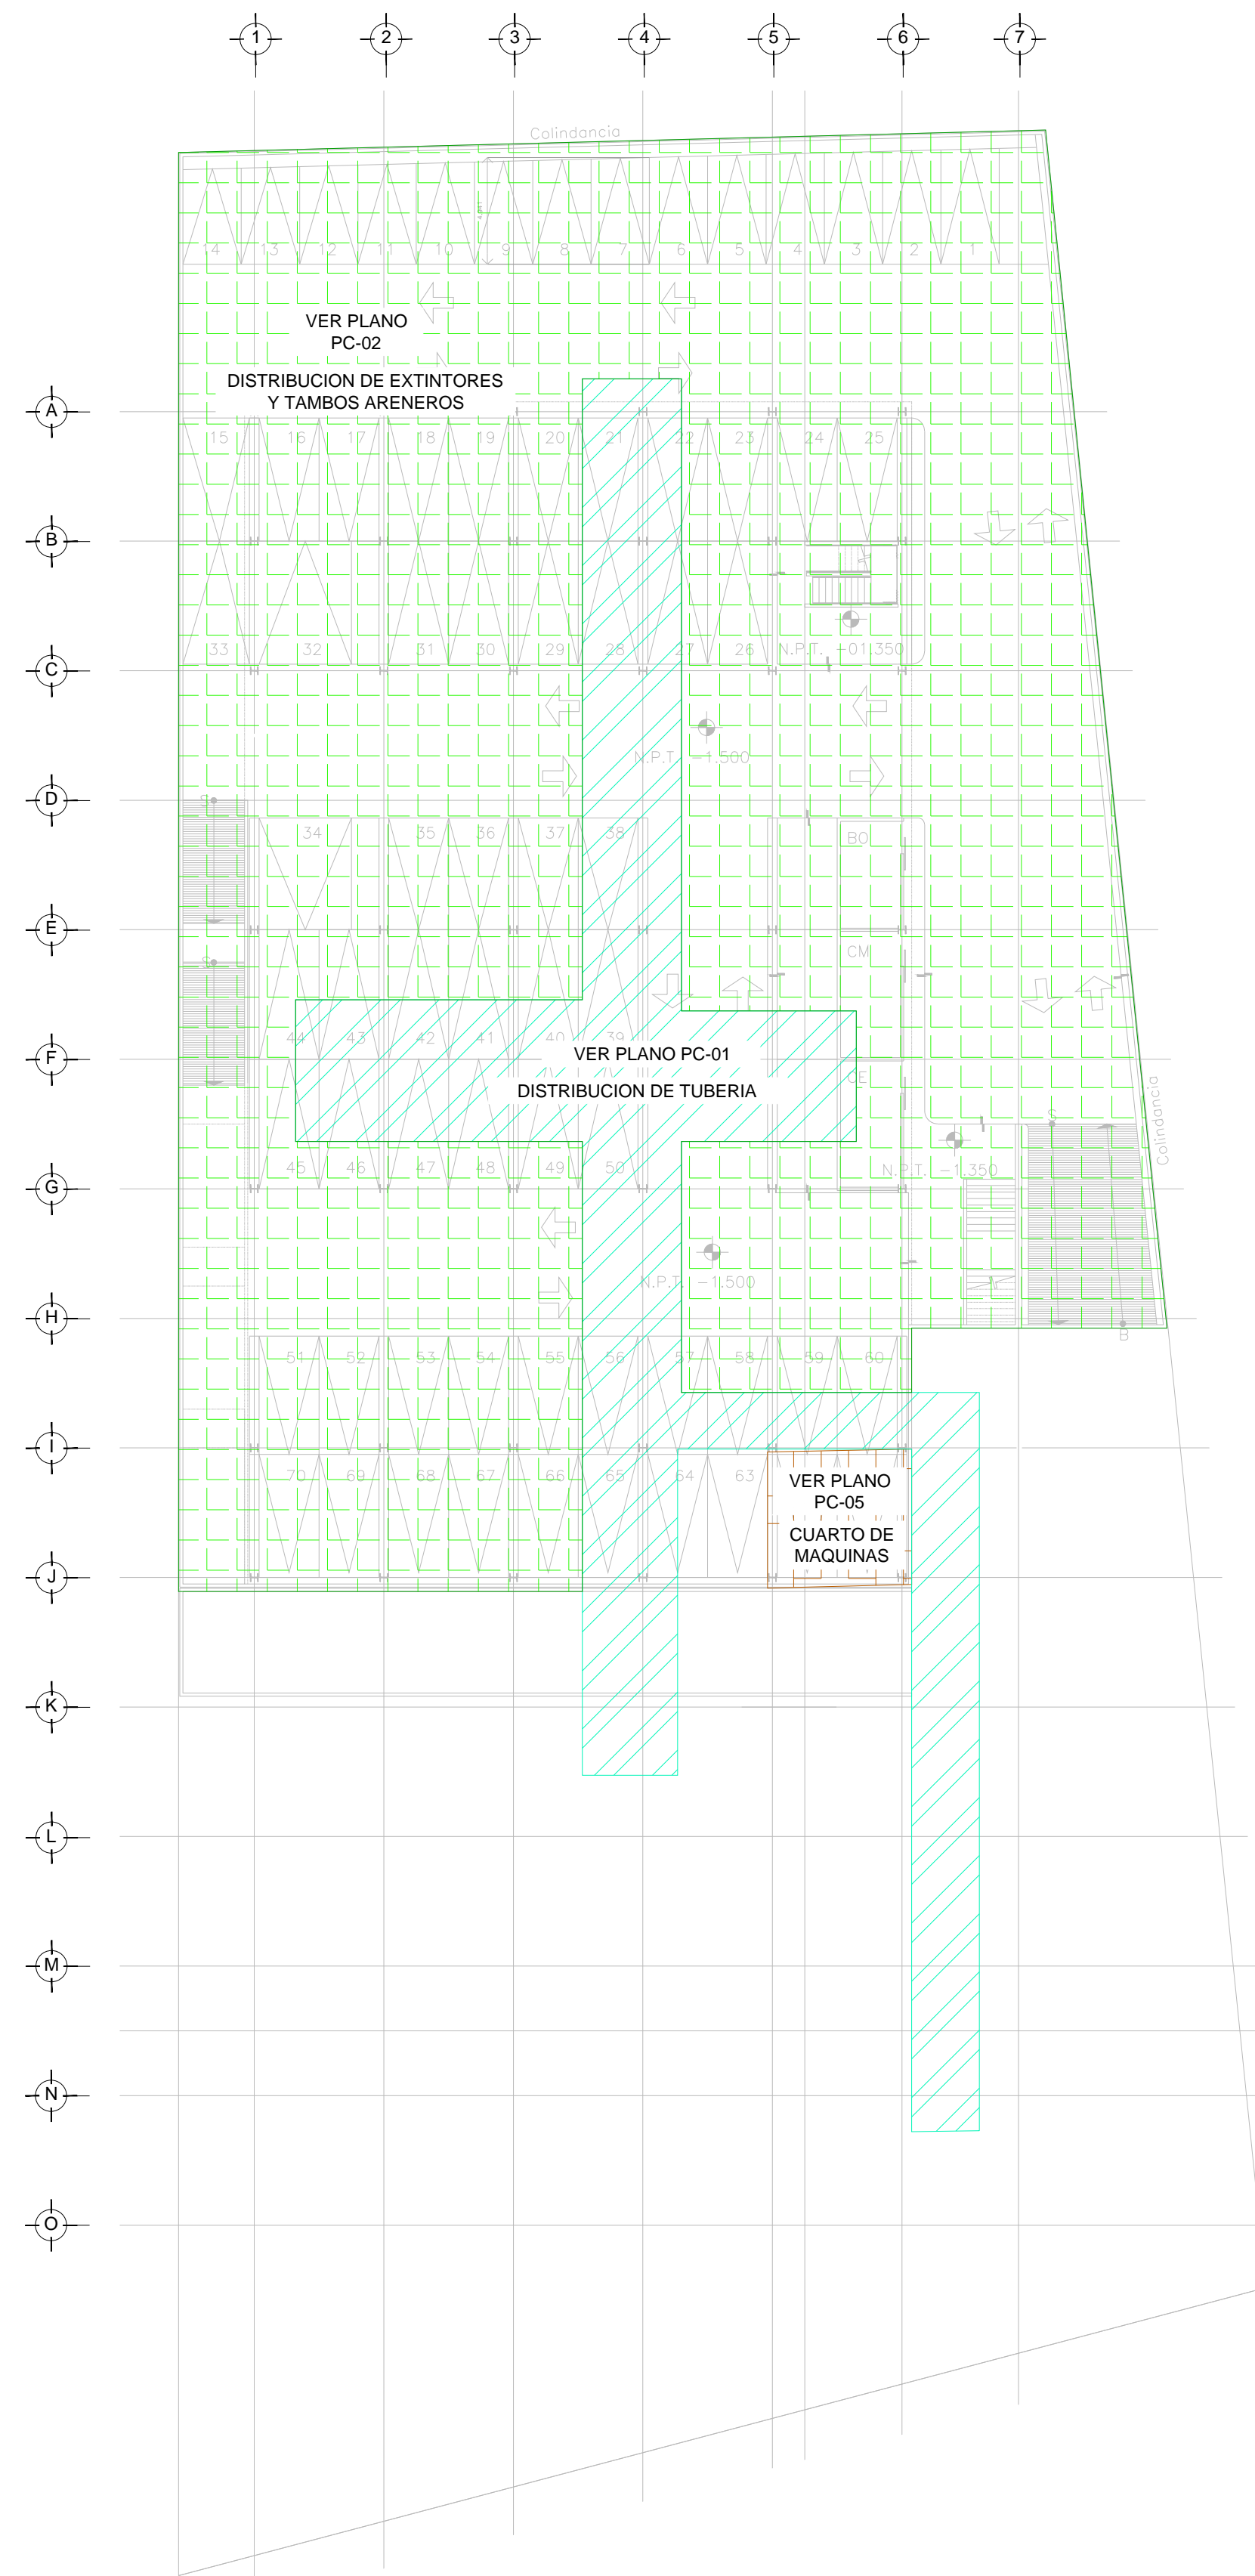 1 2 3 4 5 6 7
Colindancia
14 13 12 11 10 9 8 7 6 5 4 3 2 1
VER PLANO
PC-02
DISTRIBUCION DE EXTINTORES
Y TAMBOS ARENEROS
A
15 16 17 18 19 20 21 22 23 24 25
B
33 32 31 30 29 28 27 26 N.P.T. -01.350
C
N.P.T. -1.500
D
S
34 35 36 37 38 BO
E
CM
S
44 43 42 41 40 39
F
VER PLANO PC-01
CE
DISTRIBUCION DE TUBERIA
Colindancia
S
45 46 47 48 49 50 N.P.T. -1.350
G
N.P.T. -1.500
H
B
51 52 53 54 55 56 57 58 59 60
I
70 69 68 67 66 65 64 63
VER PLANO
PC-05
CUARTO DE
MAQUINAS
J
K
L
M
N
O